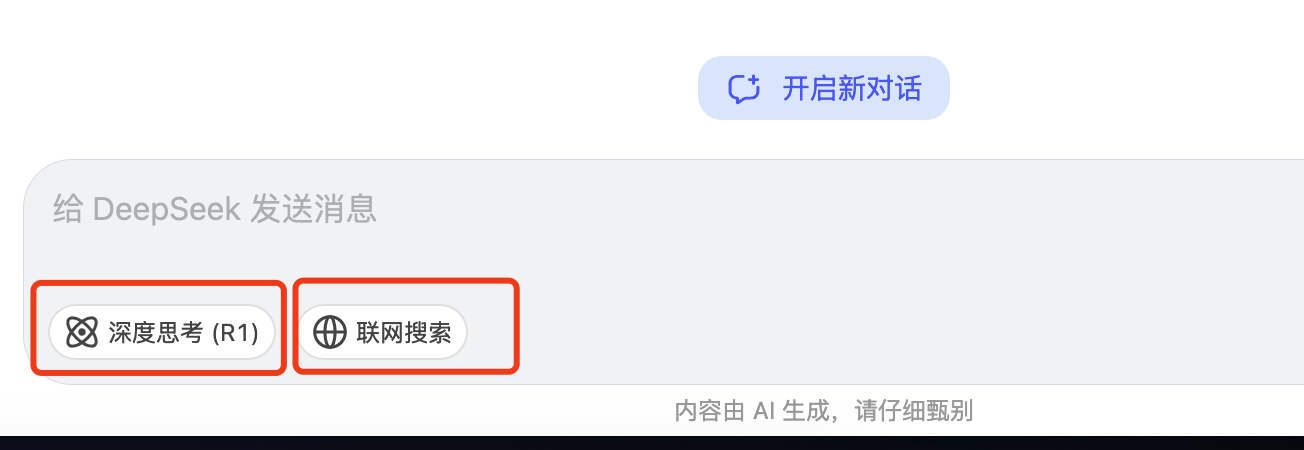 开启新对话
给 DeepSeek 发送消息
深度思考 (R1)
联网搜索
内容由 AI 生成，请仔细甄别